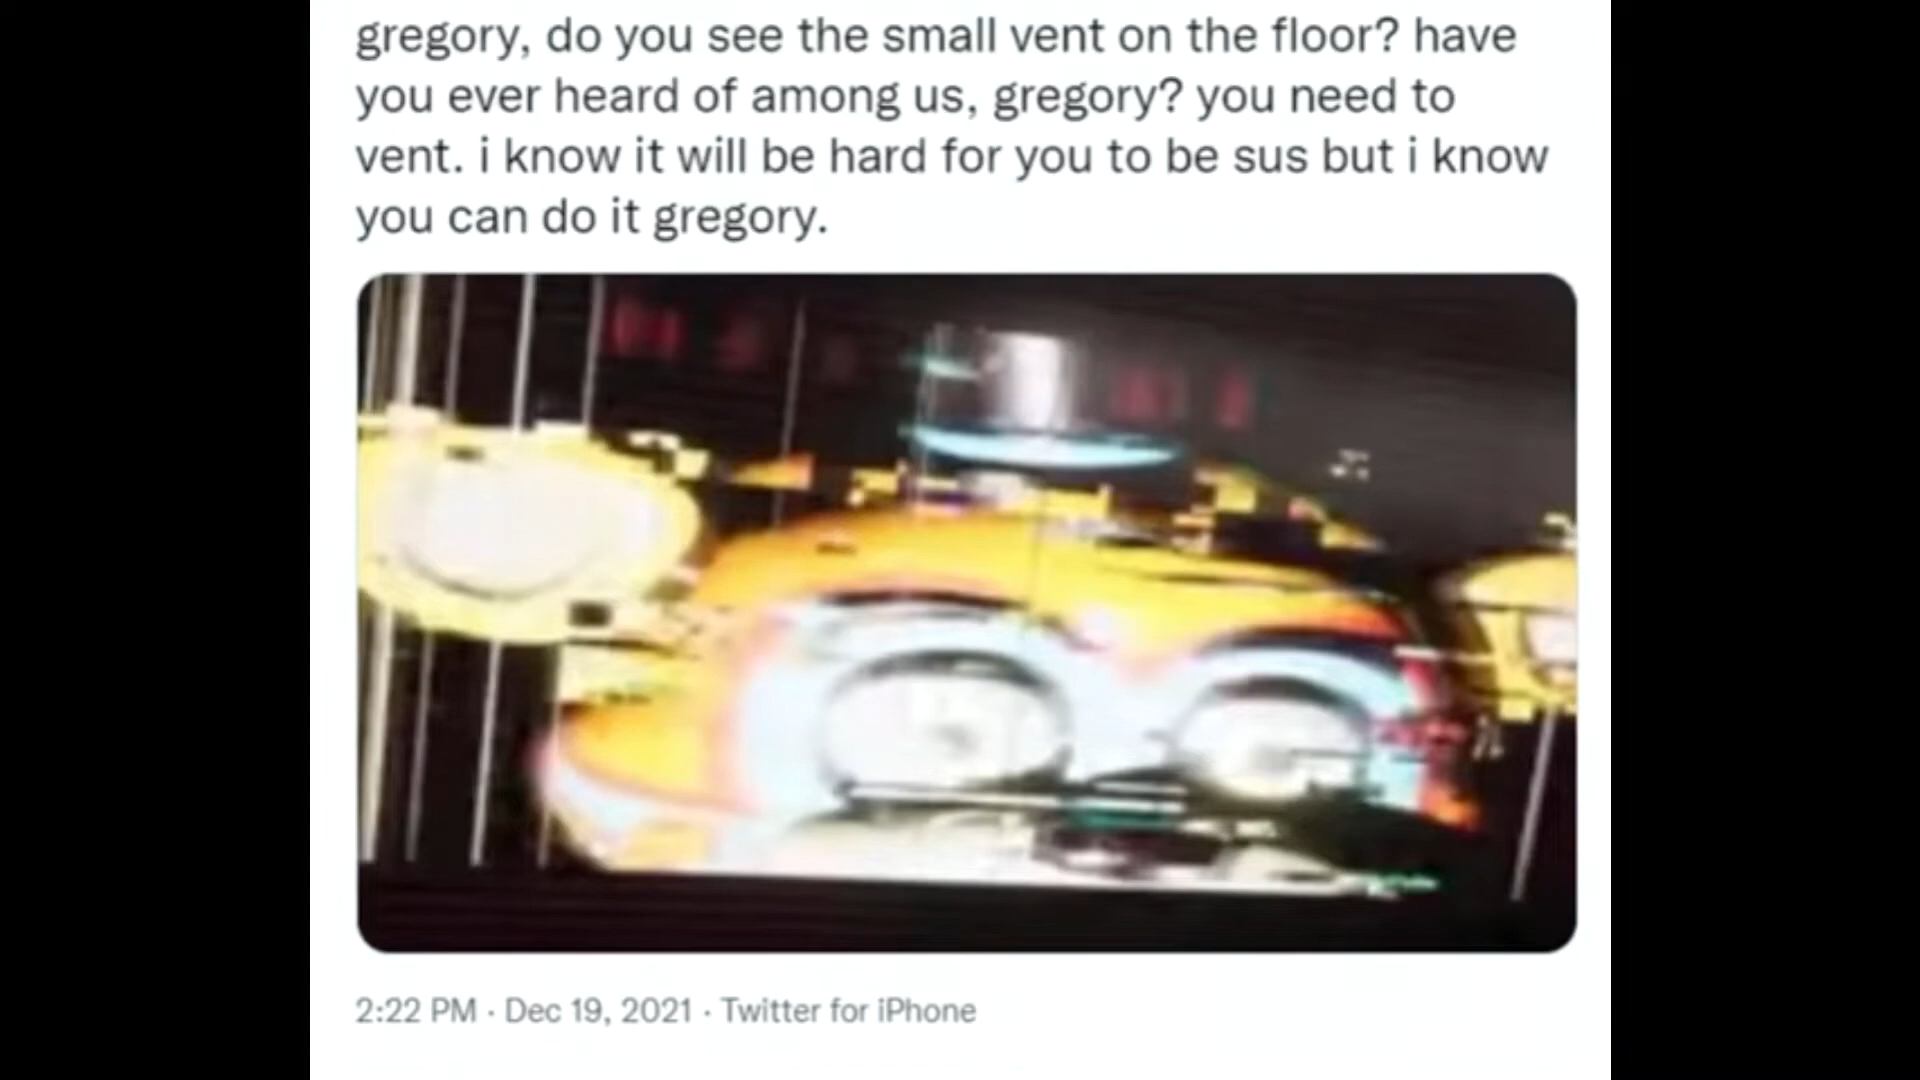 gregory, do you see the small vent on the floor? have
you ever heard of among us, gregory? you need to
vent. i know it will be hard for you to be sus but i know
you can do it gregory.
2:22 PM · Dec 19, 2021 · Twitter for iPhone